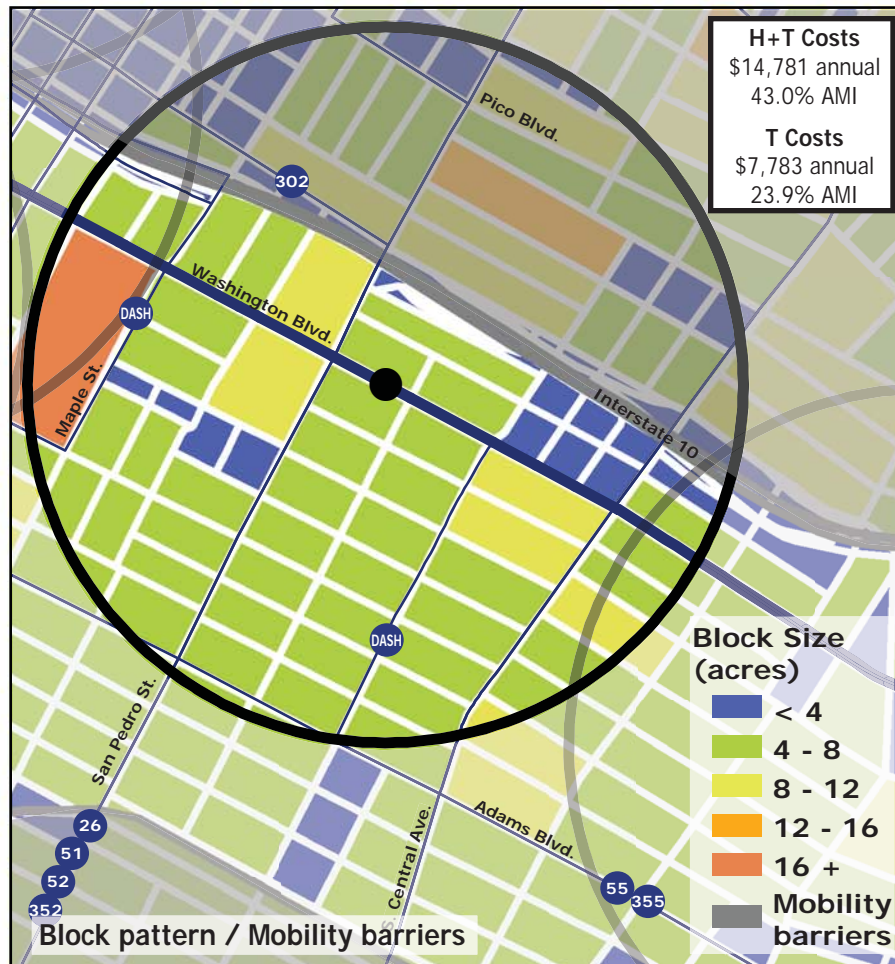 H+T Costs
$14,781 annual
43.0% AMI
T Costs
$7,783 annual
23.9% AMI
Pico Blvd.
302
Washington Blvd.
DASH
Maple St.
Interstate 10
DASH
San Pedro St.
S. Central Ave.
Adams Blvd.
26
51
52
352
55
355
Block Size
(acres)
< 4
4 - 8
8 - 12
12 - 16
16 +
Mobility
barriers
Block pattern / Mobility barriers